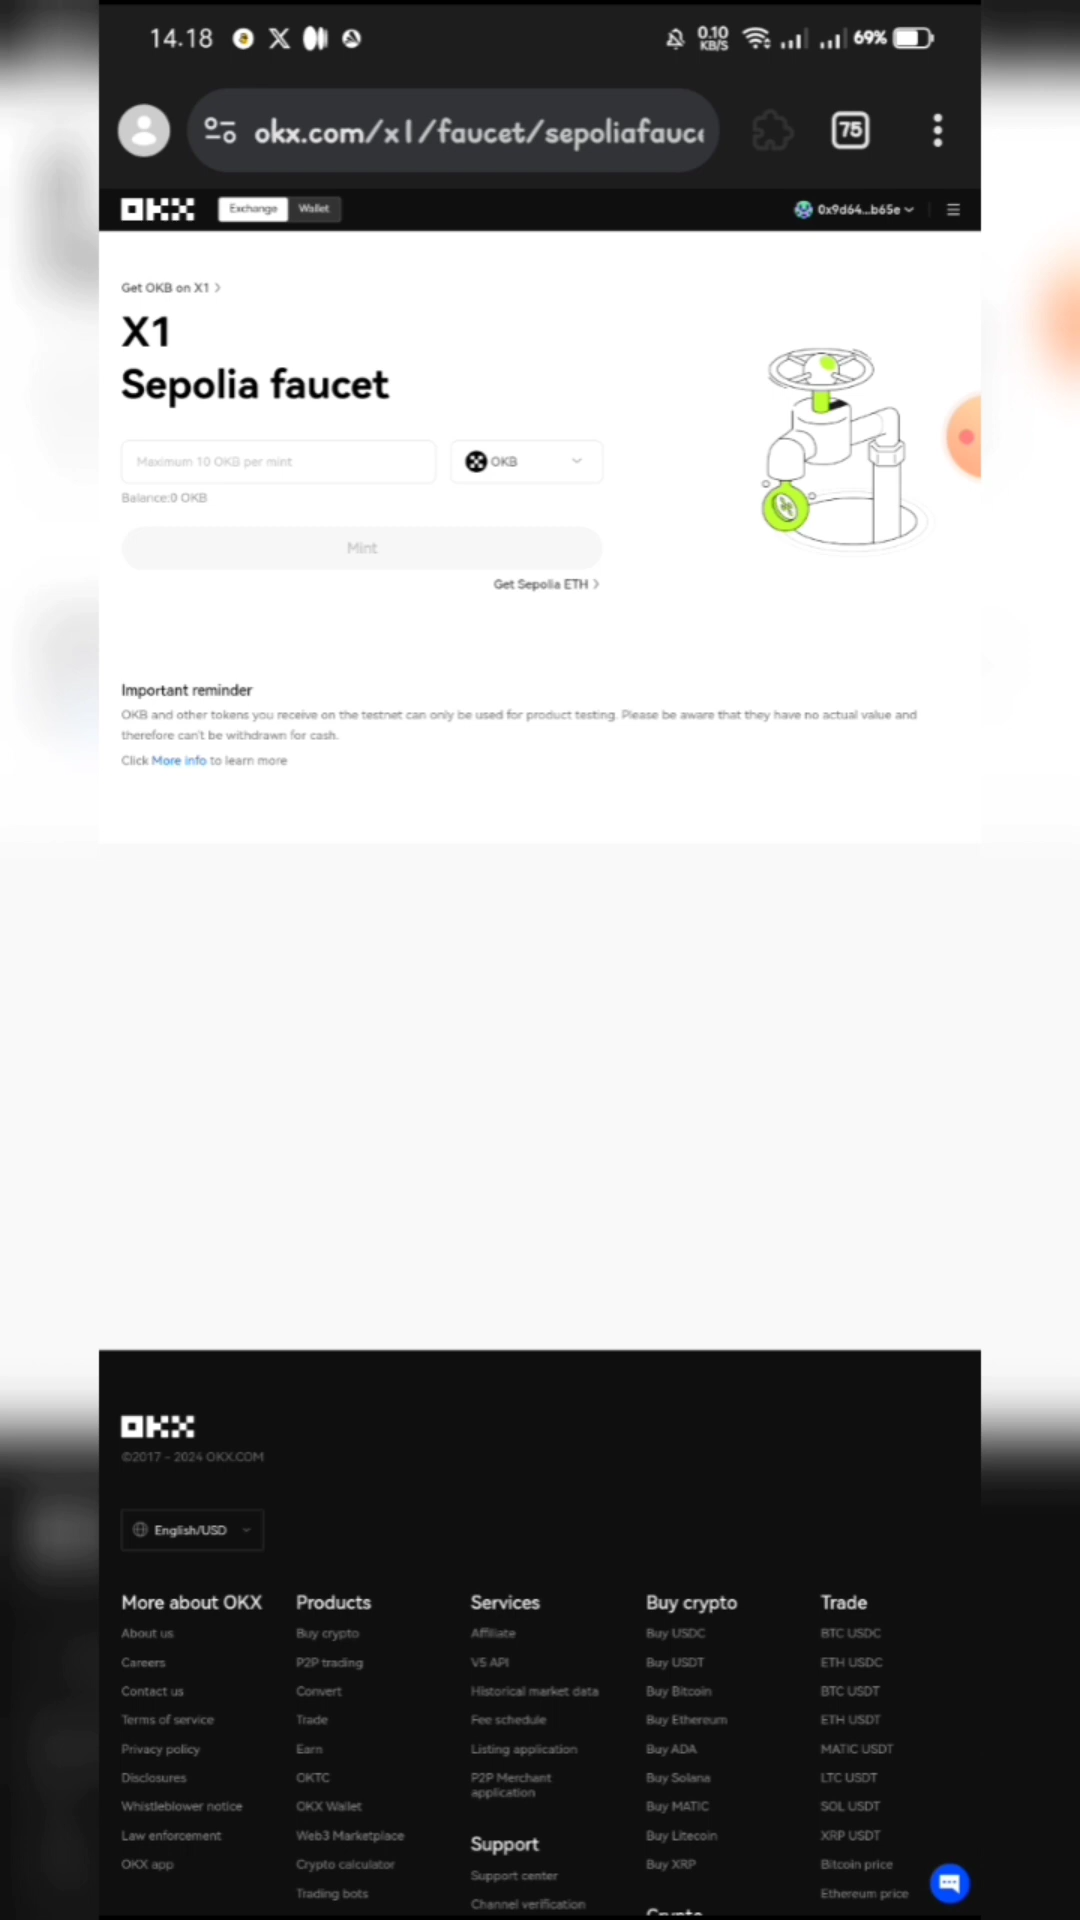 14.18
0.10
KB/S
69%
okx.com/x1/faucet/sepoliafauc
75
OKX
Exchange
Wallet
0x9d64...b65e
Get OKB on X1
X1
Sepolia faucet
Maximum 10 OKB per mint
OKB
Balance:0 OKB
Mint
Get Sepolia ETH
Important reminder
OKB and other tokens you receive on the testnet can only be used for product testing. Please be aware that they have no actual value and
therefore can't be withdrawn for cash.
Click More info to learn more
OKX
©2017 - 2024 OKX.COM
English/USD
More about OKX
About us
Careers
Contact us
Terms of service
Privacy policy
Disclosures
Whistleblower notice
Law enforcement
OKX app
Products
Buy crypto
P2P trading
Convert
Trade
Earn
OKTC
OKX Wallet
Web3 Marketplace
Crypto calculator
Trading bots
Services
Affiliate
V5 API
Historical market data
Fee schedule
Listing application
P2P Merchant
application
Support
Support center
Channel verification
Buy crypto
Buy USDC
Buy USDT
Buy Bitcoin
Buy Ethereum
Buy ADA
Buy Solana
Buy MATIC
Buy Litecoin
Buy XRP
Trade
BTC USDC
ETH USDC
BTC USDT
ETH USDT
MATIC USDT
LTC USDT
SOL USDT
XRP USDT
Bitcoin price
Ethereum price